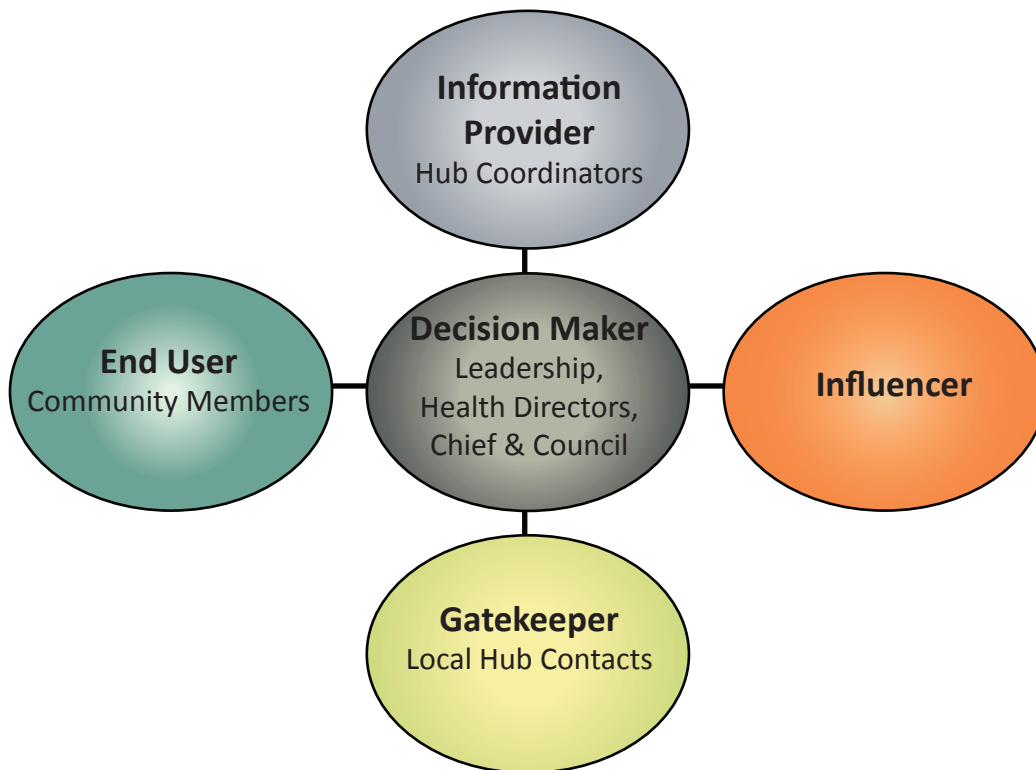 Information
Provider
Hub Coordinators
End User
Community Members
Decision Maker
Leadership,
Health Directors,
Chief & Council
Influencer
Gatekeeper
Local Hub Contacts